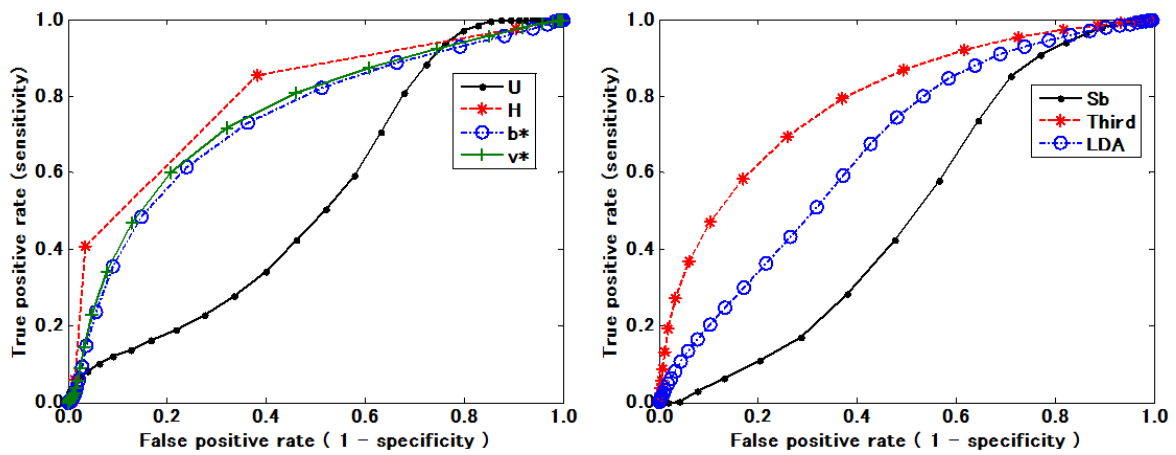 1.0
0.8
0.6
0.4
0.2
0.0
0.0 0.2 0.4 0.6 0.8 1.0
True positive rate (sensitivity)
False positive rate ( 1 - specificity )
U
H
b*
v*
1.0
0.8
0.6
0.4
0.2
0.0
0.0 0.2 0.4 0.6 0.8 1.0
True positive rate (sensitivity)
False positive rate ( 1 - specificity )
Sb
Third
LDA